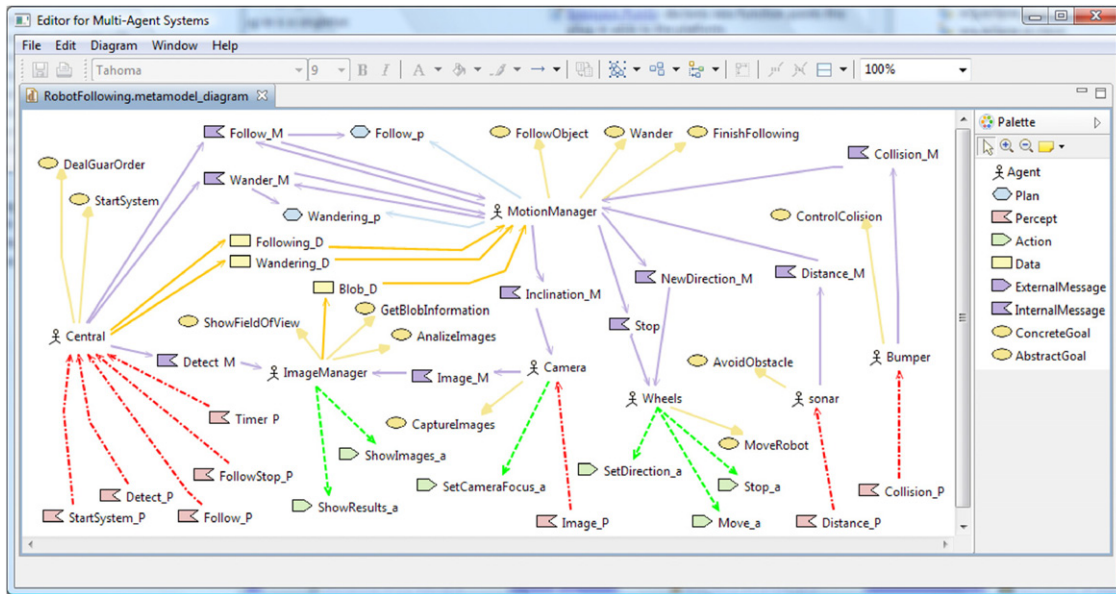 Editor for Multi-Agent Systems
File Edit Diagram Window Help
Tahoma 9 B I A 100%
RobotFollowing.metamodel_diagram
Follow_M
Follow_p
FollowObject
Wander
FinishFollowing
Collision_M
DealGuarOrder
StartSystem
Wander_M
Wandering_p
MotionManager
ControlColision
Following_D
Wandering_D
Blob_D
Inclination_M
NewDirection_M
Distance_M
GetBlobInformation
ShowFieldOfView
AnalizeImages
Stop
Central
Detect_M
ImageManager
Image_M
Camera
AvoidObstacle
Bumper
Wheels
sonar
Timer_P
CaptureImages
MoveRobot
ShowImages_a
FollowStop_P
SetCameraFocus_a
SetDirection_a
Stop_a
Detect_P
ShowResults_a
Collision_P
StartSystem_P
Follow_P
Image_P
Move_a
Distance_P
Palette
Agent
Plan
Percept
Action
Data
ExternalMessage
InternalMessage
ConcreteGoal
AbstractGoal